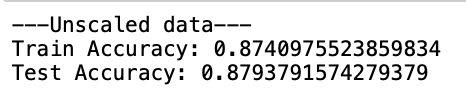 ---Unscaled data---
Train Accuracy: 0.8740975523859834
Test Accuracy: 0.8793791574279379